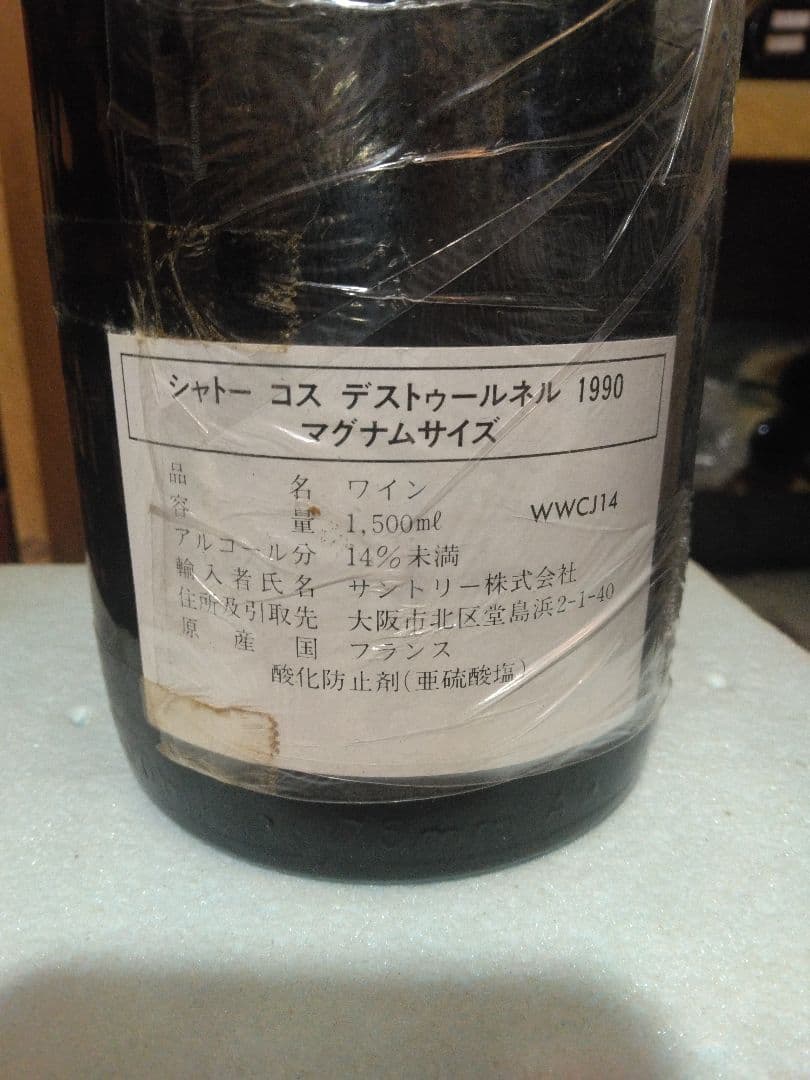 シャトー コス デストゥールネル 1990
マグナムサイズ
品名 ワイン
容量 1,500ml WWCJ14
アルコール分 14%未満
輸入者氏名 サントリー株式会社
住所及引取先 大阪市北区堂島浜2-1-40
原産国 フランス
酸化防止剤(亜硫酸塩)